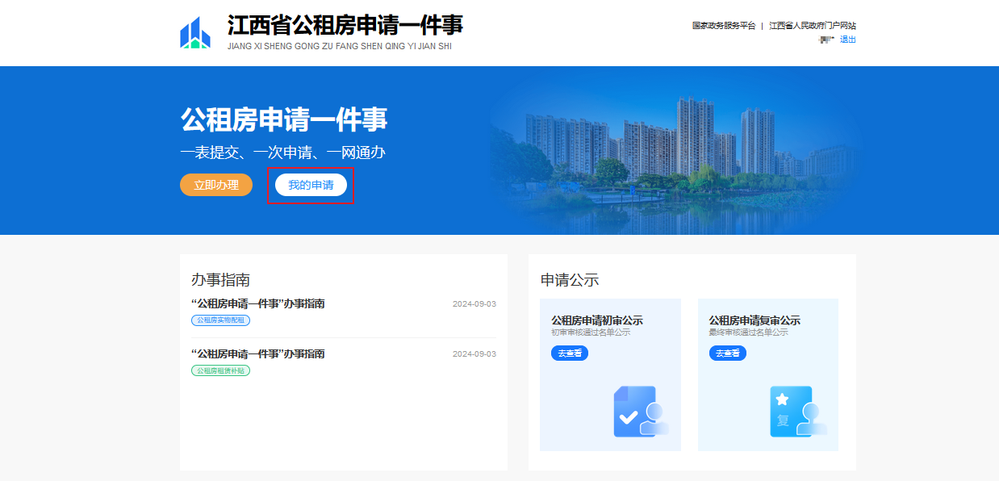 江西省公租房申请一件事
JIANG XI SHENG GONG ZU FANG SHEN QING YI JIAN SHI
国家政务服务平台 | 江西省人民政府门户网站
退出
公租房申请一件事
一表提交、一次申请、一网通办
立即办理 我的申请
办事指南
“公租房申请一件事”办事指南 2024-09-03
公租房实物配租
“公租房申请一件事”办事指南 2024-09-03
公租房租赁补贴
申请公示
公租房申请初审公示
初审审核通过名单公示
去查看
公租房申请复审公示
最终审核通过名单公示
去查看
复